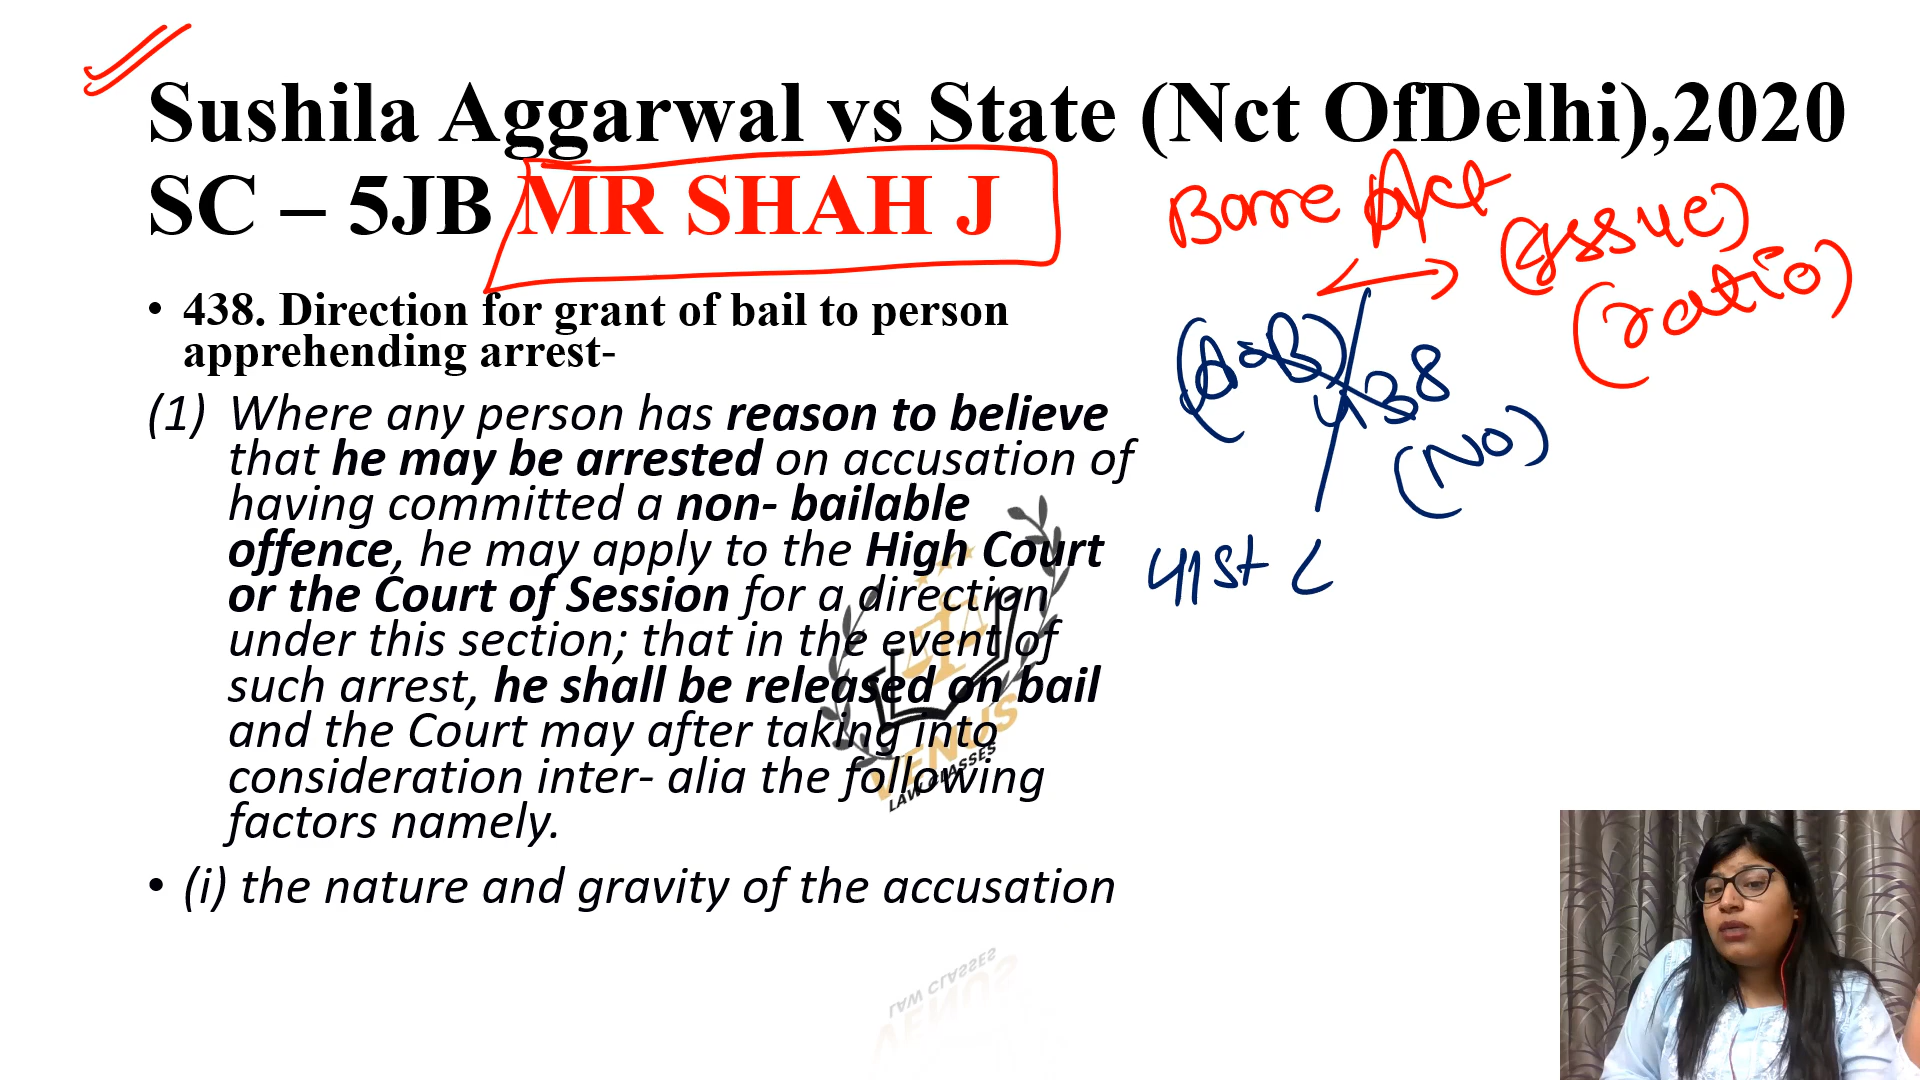 Sushila Aggarwal vs State (Nct OfDelhi),2020
SC – 5JB MR SHAH J
Bare Act
(issue)
(ratio)
• 438. Direction for grant of bail to person
apprehending arrest-
(A.B) 438
(NO)
(1) Where any person has reason to believe
that he may be arrested on accusation of
having committed a non- bailable
offence, he may apply to the High Court
or the Court of Session for a direction
under this section; that in the event of
such arrest, he shall be released on bail
and the Court may after taking into
consideration inter- alia the following
factors namely.
41st
• (i) the nature and gravity of the accusation
VENUS
LAW CLASSES